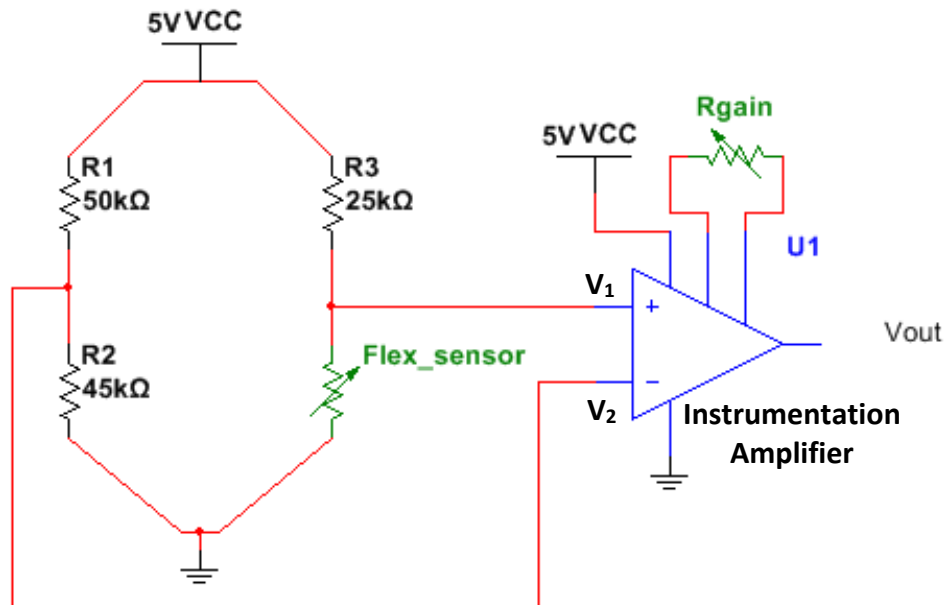 5V VCC
R1
50kΩ
R3
25kΩ
R2
45kΩ
Flex_sensor
5V VCC
Rgain
U1
V₁
+
−
V₂
Vout
Instrumentation
Amplifier